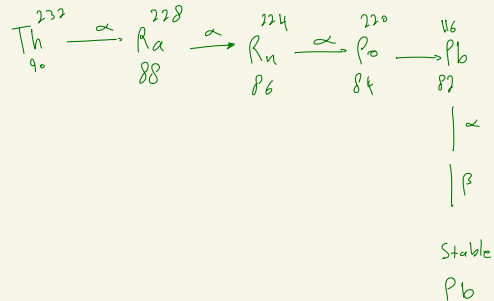 Th 232 90 α → Ra 228 88 α → Rn 224 86 α → Po 220 84 → Pb 116 82
α
β
Stable
Pb